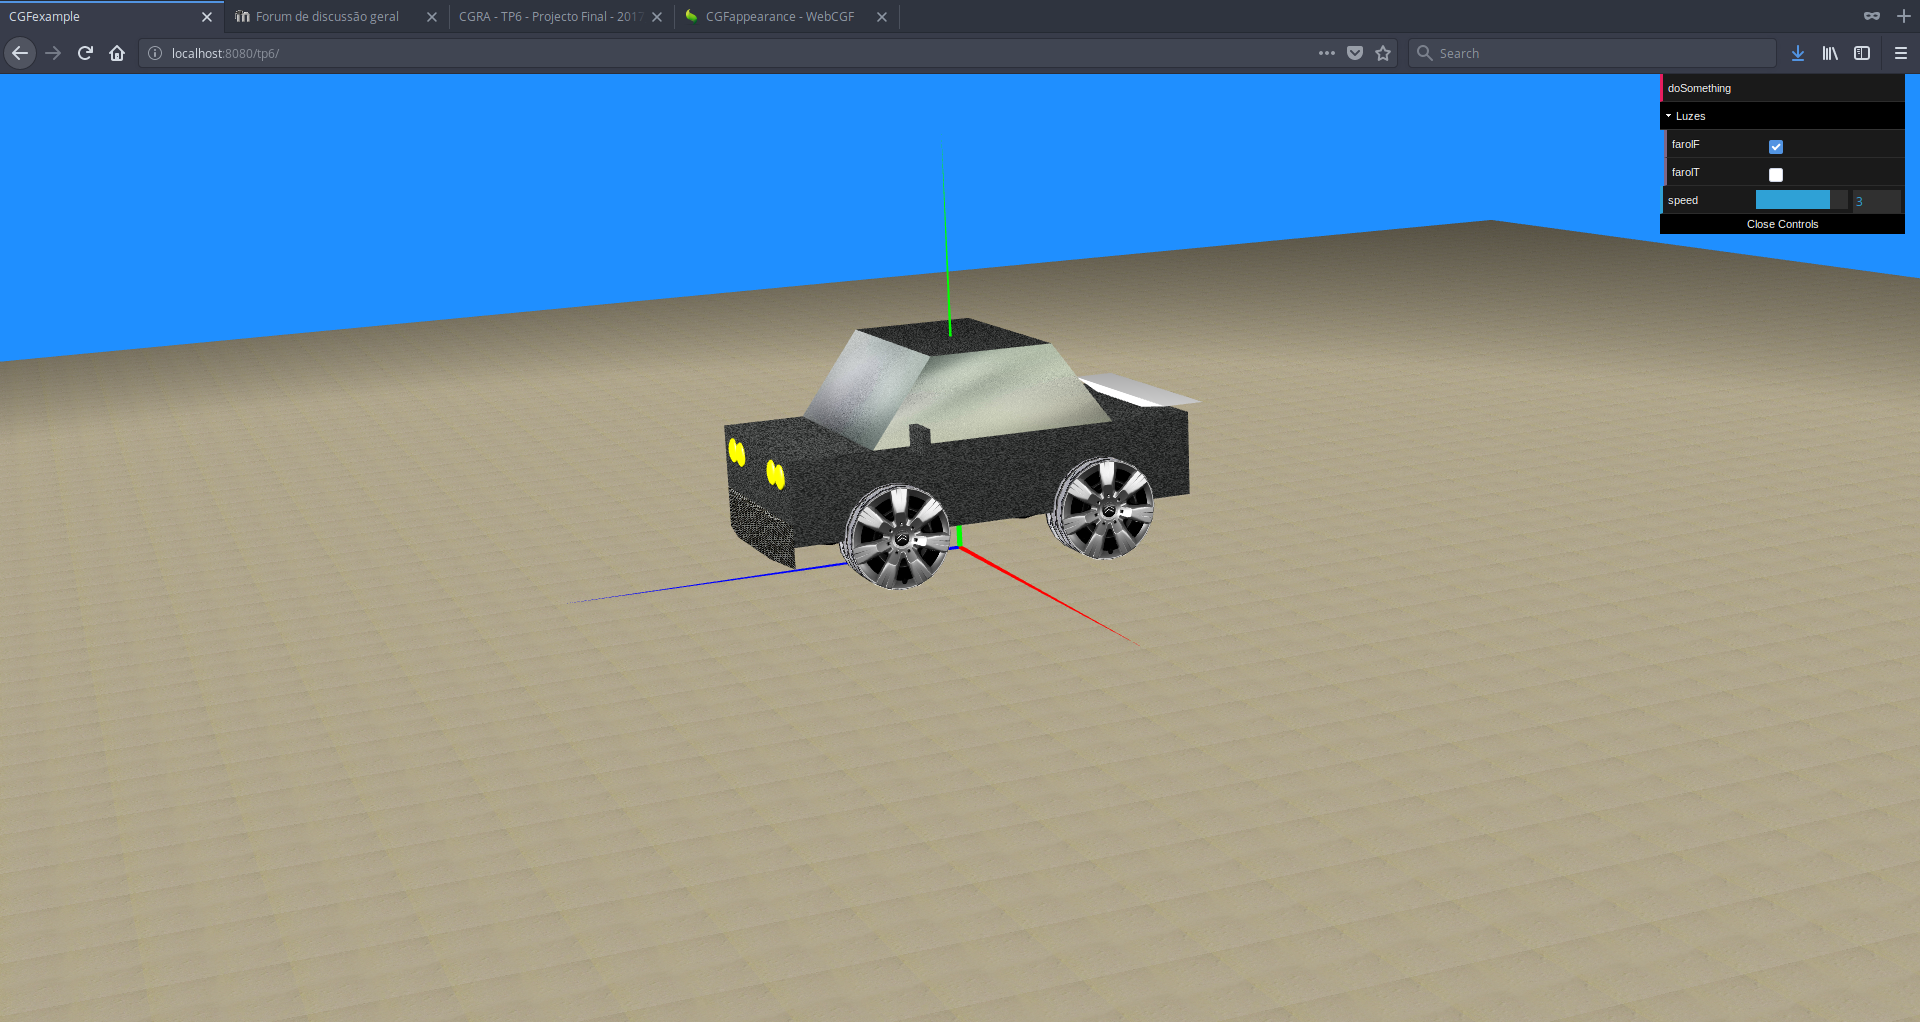 CGFexample
Forum de discussão geral
CGRA - TP6 - Projecto Final - 2017
CGFappearance - WebCGF
localhost:8080/tp6/
Search
doSomething
Luzes
farolF
farolT
speed 3
Close Controls